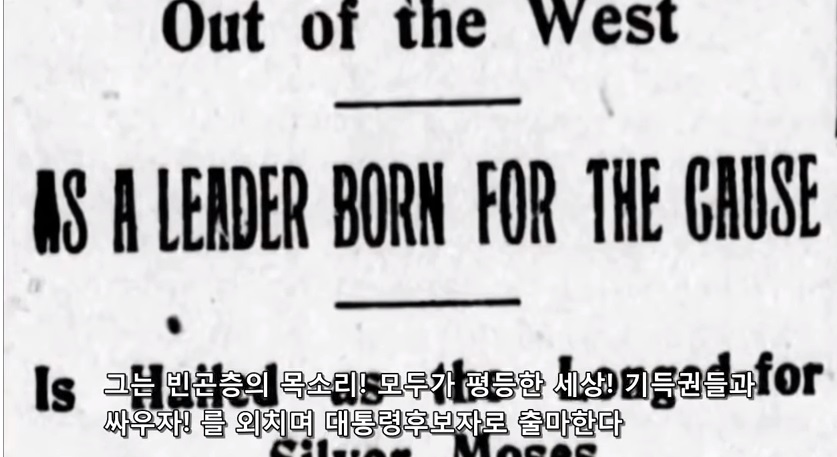 Out of the West
AS A LEADER BORN FOR THE CAUSE
Is Hailed as the Longed-for
그는 빈곤층의 목소리! 모두가 평등한 세상! 기득권들과
싸우자! 를 외치며 대통령후보자로 출마한다
Silver Moses